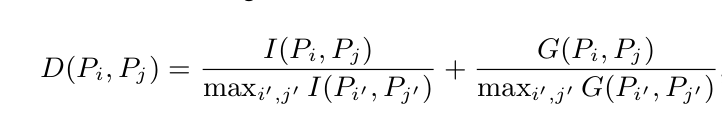 D(P_i, P_j) = \frac{I(P_i, P_j)}{\max_{i',j'} I(P_{i'}, P_{j'})} + \frac{G(P_i, P_j)}{\max_{i',j'} G(P_{i'}, P_{j'})}